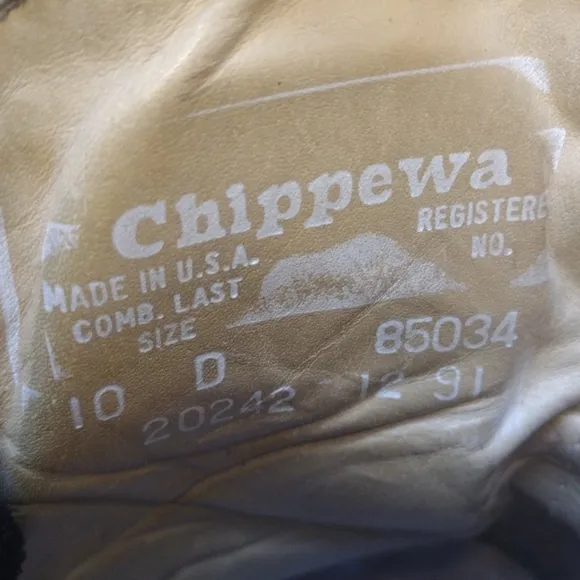 Chippewa
MADE IN U.S.A.
COMB. LAST
SIZE
REGISTERE
NO.
10 D
85034
20242 12 91